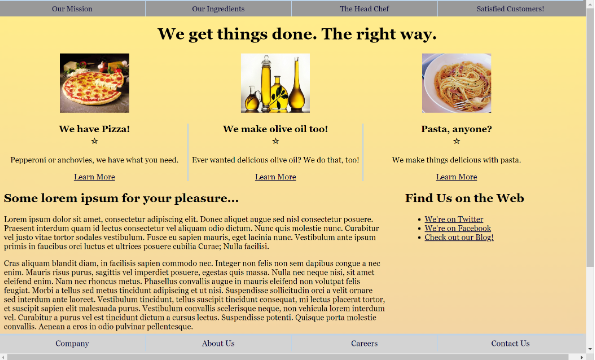 Our Mission
Our Ingredients
The Head Chef
Satisfied Customers!
We get things done. The right way.
We have Pizza!
☆
Pepperoni or anchovies, we have what you need.
Learn More
We make olive oil too!
☆
Ever wanted delicious olive oil? We do that, too!
Learn More
Pasta, anyone?
☆
We make things delicious with pasta.
Learn More
Some lorem ipsum for your pleasure...
Lorem ipsum dolor sit amet, consectetur adipiscing elit. Donec aliquet augue sed nisl consectetur posuere.
Praesent interdum quam id lectus consectetur vel aliquam odio dictum. Nunc quis molestie nunc. Curabitur
vel justo vitae tortor sodales vestibulum. Fusce eu sapien mauris, eget lacinia nunc. Vestibulum ante ipsum
primis in faucibus orci luctus et ultrices posuere cubilia Curae; Nulla facilisi.
Cras aliquam blandit diam, in facilisis sapien commodo nec. Integer non felis non sem dapibus congue a nec
enim. Mauris risus purus, sagittis vel imperdiet posuere, egestas quis massa. Nulla nec neque nisi, sit amet
eleifend enim. Nam nec rhoncus metus. Phasellus convallis augue in mauris eleifend non volutpat felis
feugiat. Morbi a tellus sed metus tincidunt adipiscing et ut nisi. Suspendisse sollicitudin orci a velit ornare
sed interdum ante laoreet. Vestibulum tincidunt, tellus suscipit tincidunt consequat, mi lectus placerat tortor,
et suscipit sapien elit malesuada purus. Vestibulum convallis scelerisque neque, non vehicula lorem interdum
vel. Curabitur a purus vel est tincidunt dictum a cursus lectus. Suspendisse potenti. Quisque porta molestie
convallis. Aenean a eros in odio pulvinar pellentesque.
Find Us on the Web
We're on Twitter
We're on Facebook
Check out our Blog!
Company
About Us
Careers
Contact Us